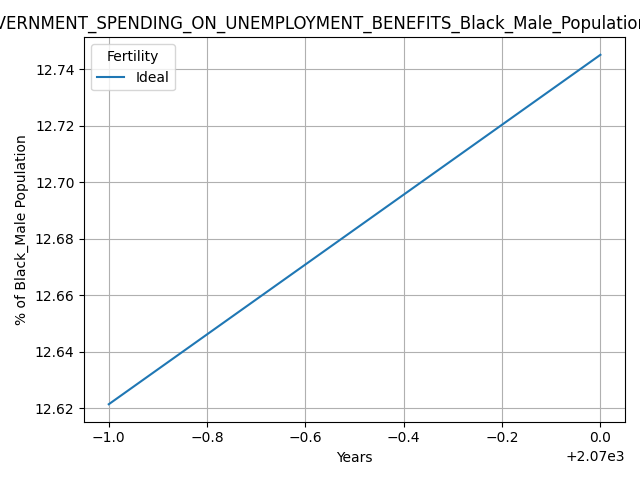 VERNMENT_SPENDING_ON_UNEMPLOYMENT_BENEFITS_Black_Male_Population
Fertility
Ideal
12.74
12.72
12.70
12.68
12.66
12.64
12.62
% of Black_Male Population
−1.0 −0.8 −0.6 −0.4 −0.2 0.0
Years
+2.07e3